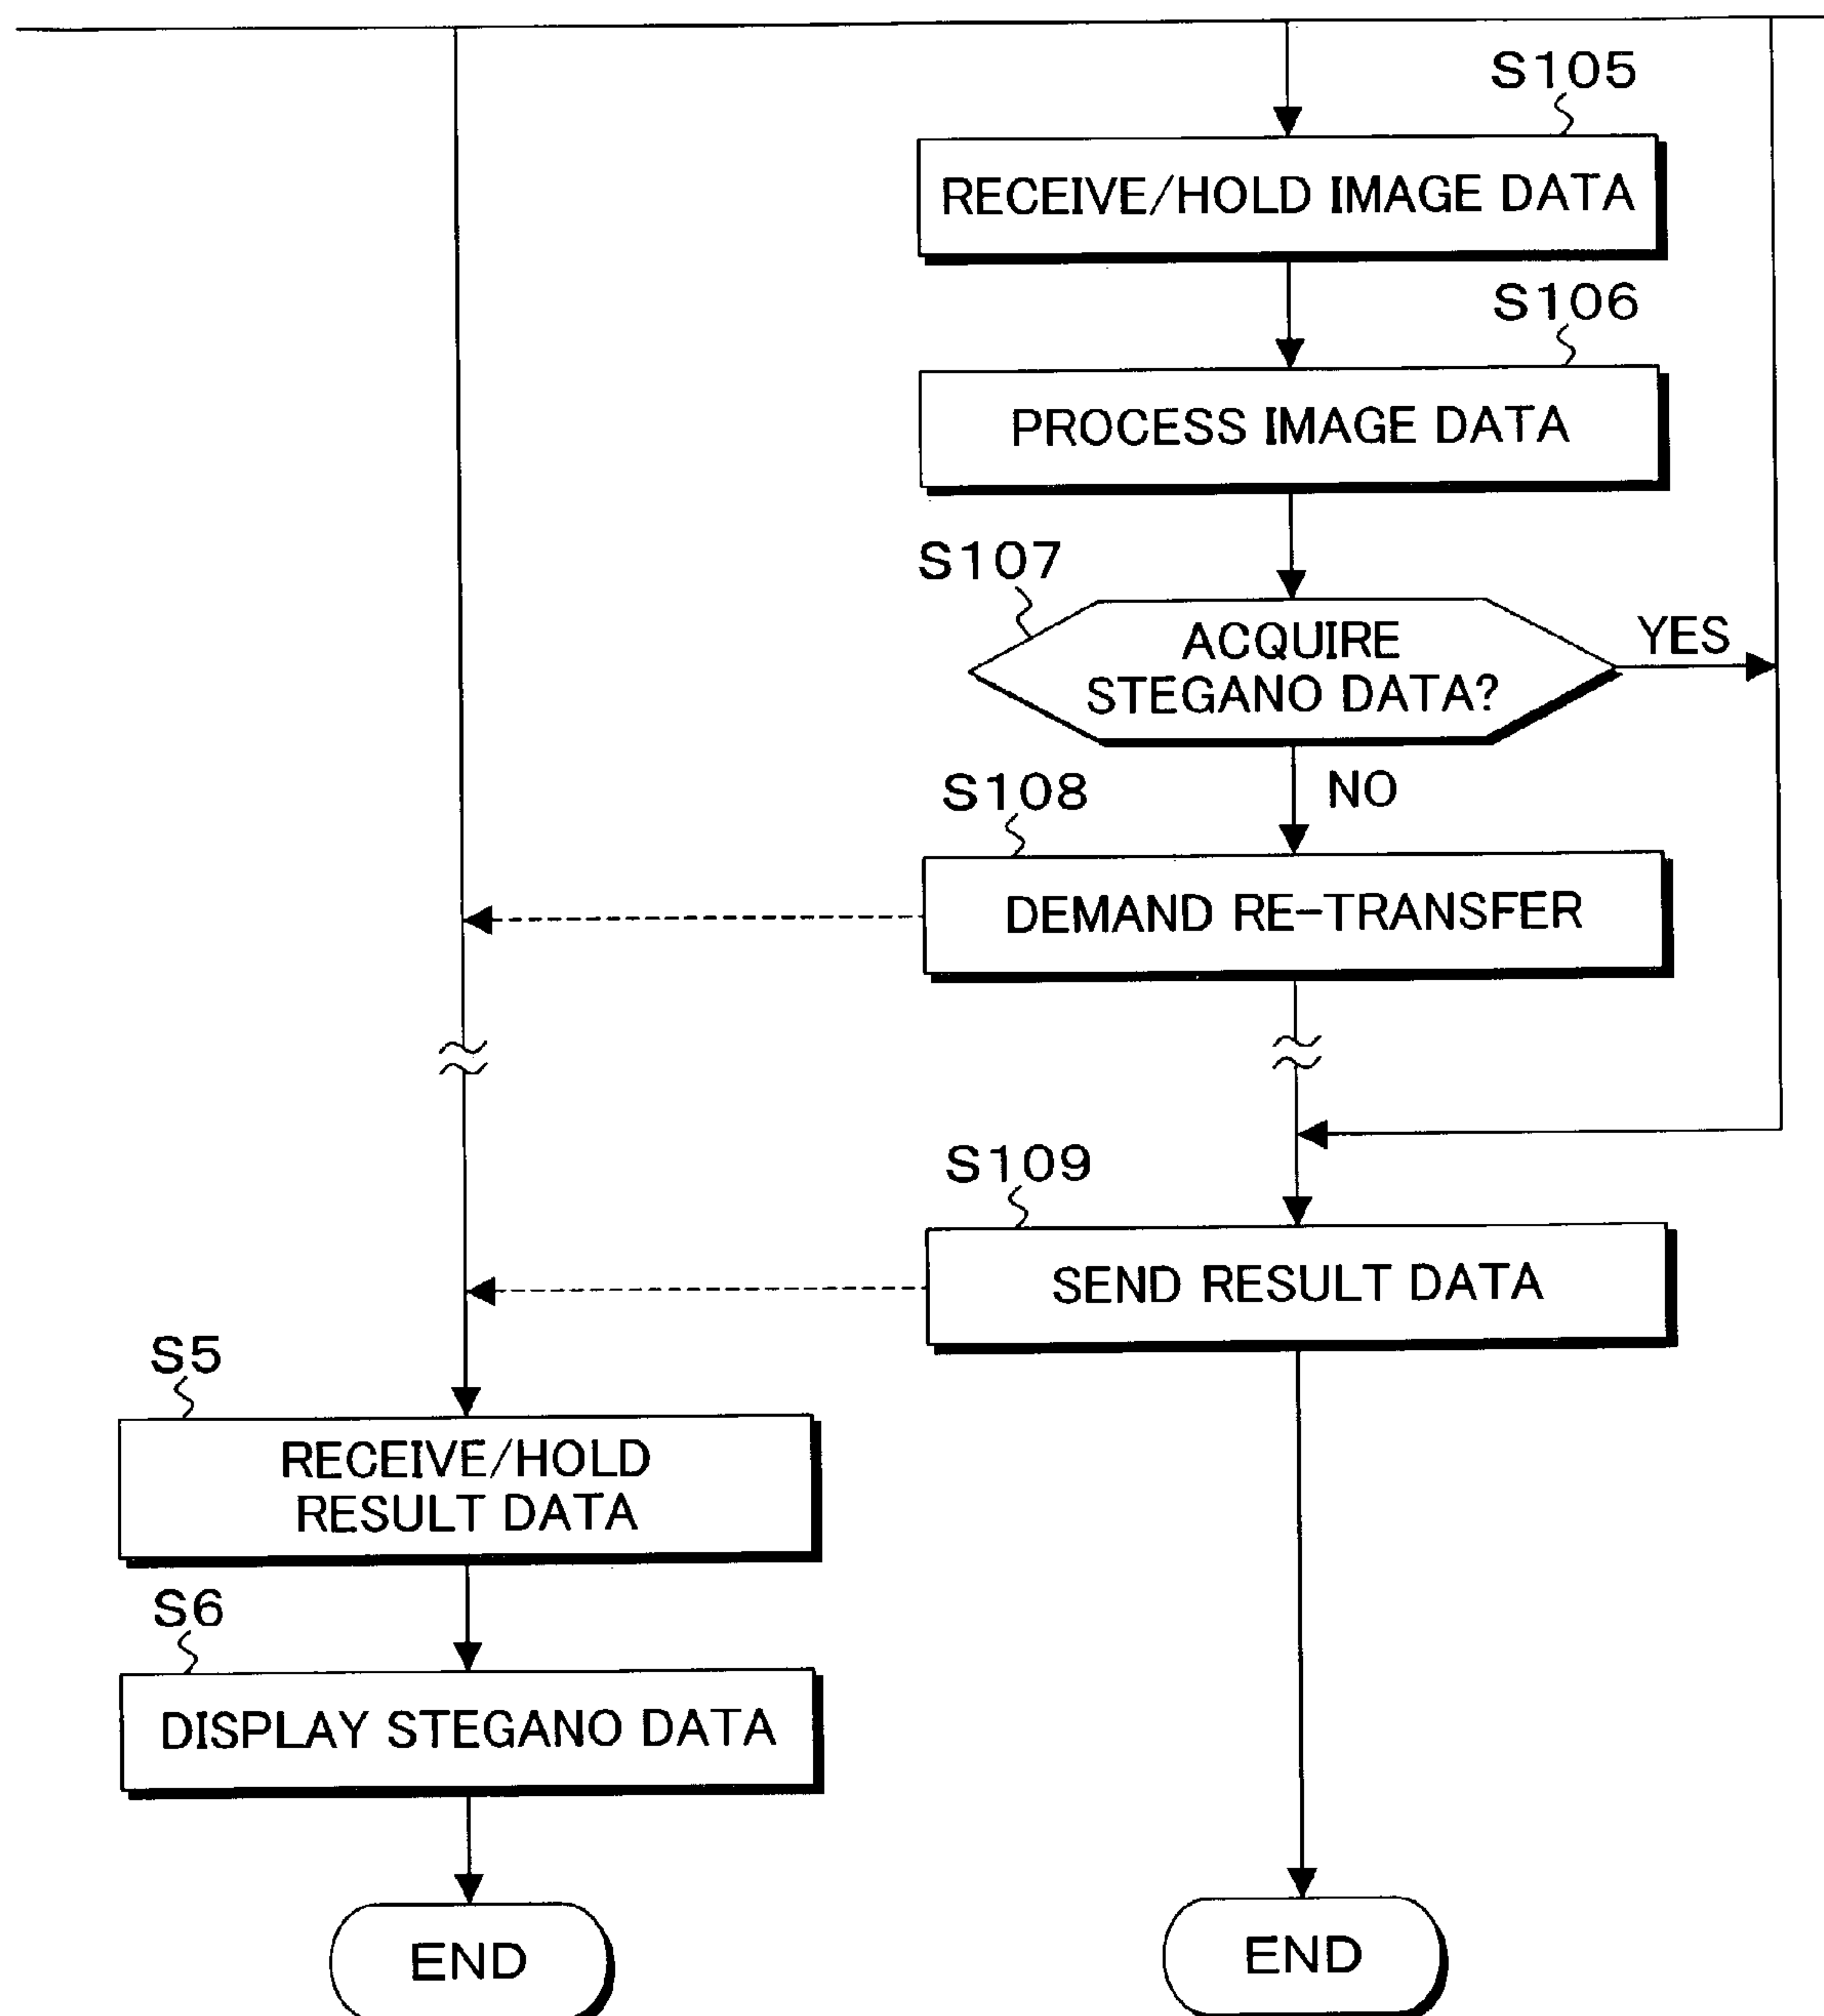 S105
RECEIVE/HOLD IMAGE DATA
S106
PROCESS IMAGE DATA
S107
ACQUIRE
STEGANO DATA?
YES
NO
S108
DEMAND RE-TRANSFER
S109
SEND RESULT DATA
S5
RECEIVE/HOLD
RESULT DATA
S6
DISPLAY STEGANO DATA
END
END